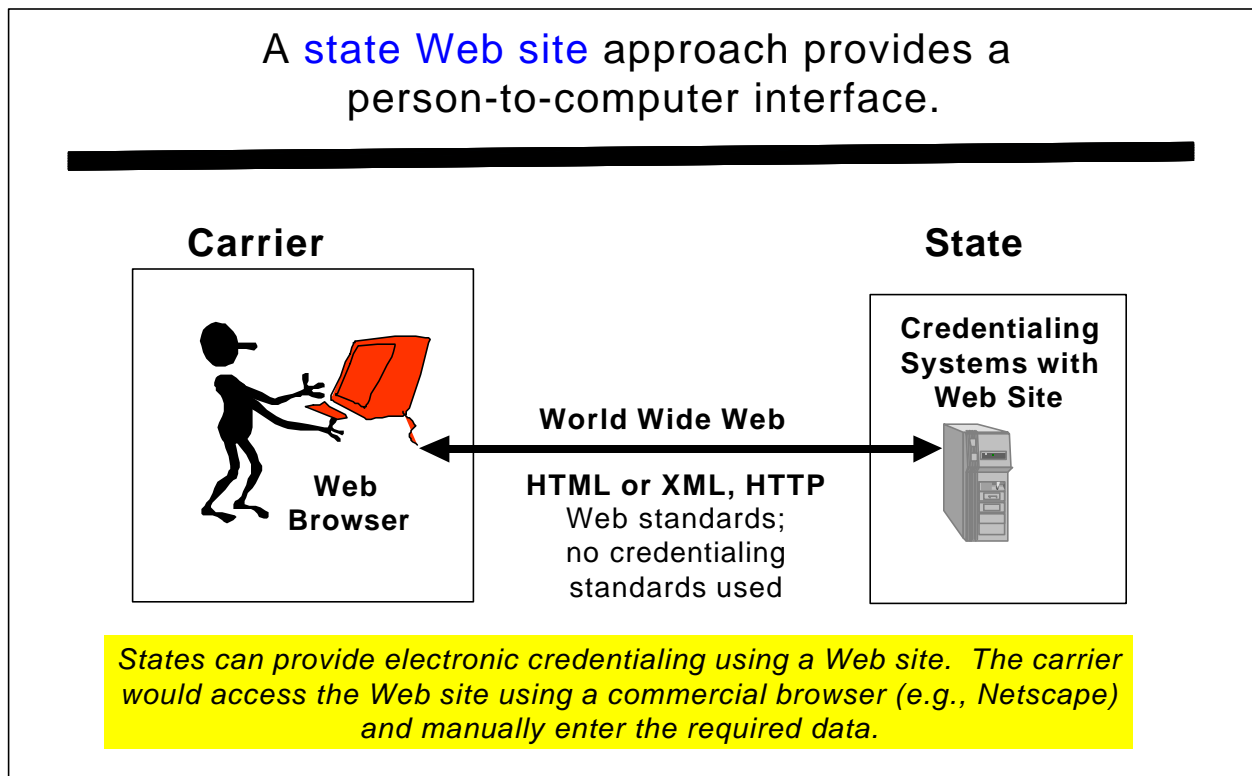 A state Web site approach provides a
person-to-computer interface.
Carrier
State
Web
Browser
World Wide Web
HTML or XML, HTTP
Web standards;
no credentialing
standards used
Credentialing
Systems with
Web Site
States can provide electronic credentialing using a Web site. The carrier
would access the Web site using a commercial browser (e.g., Netscape)
and manually enter the required data.